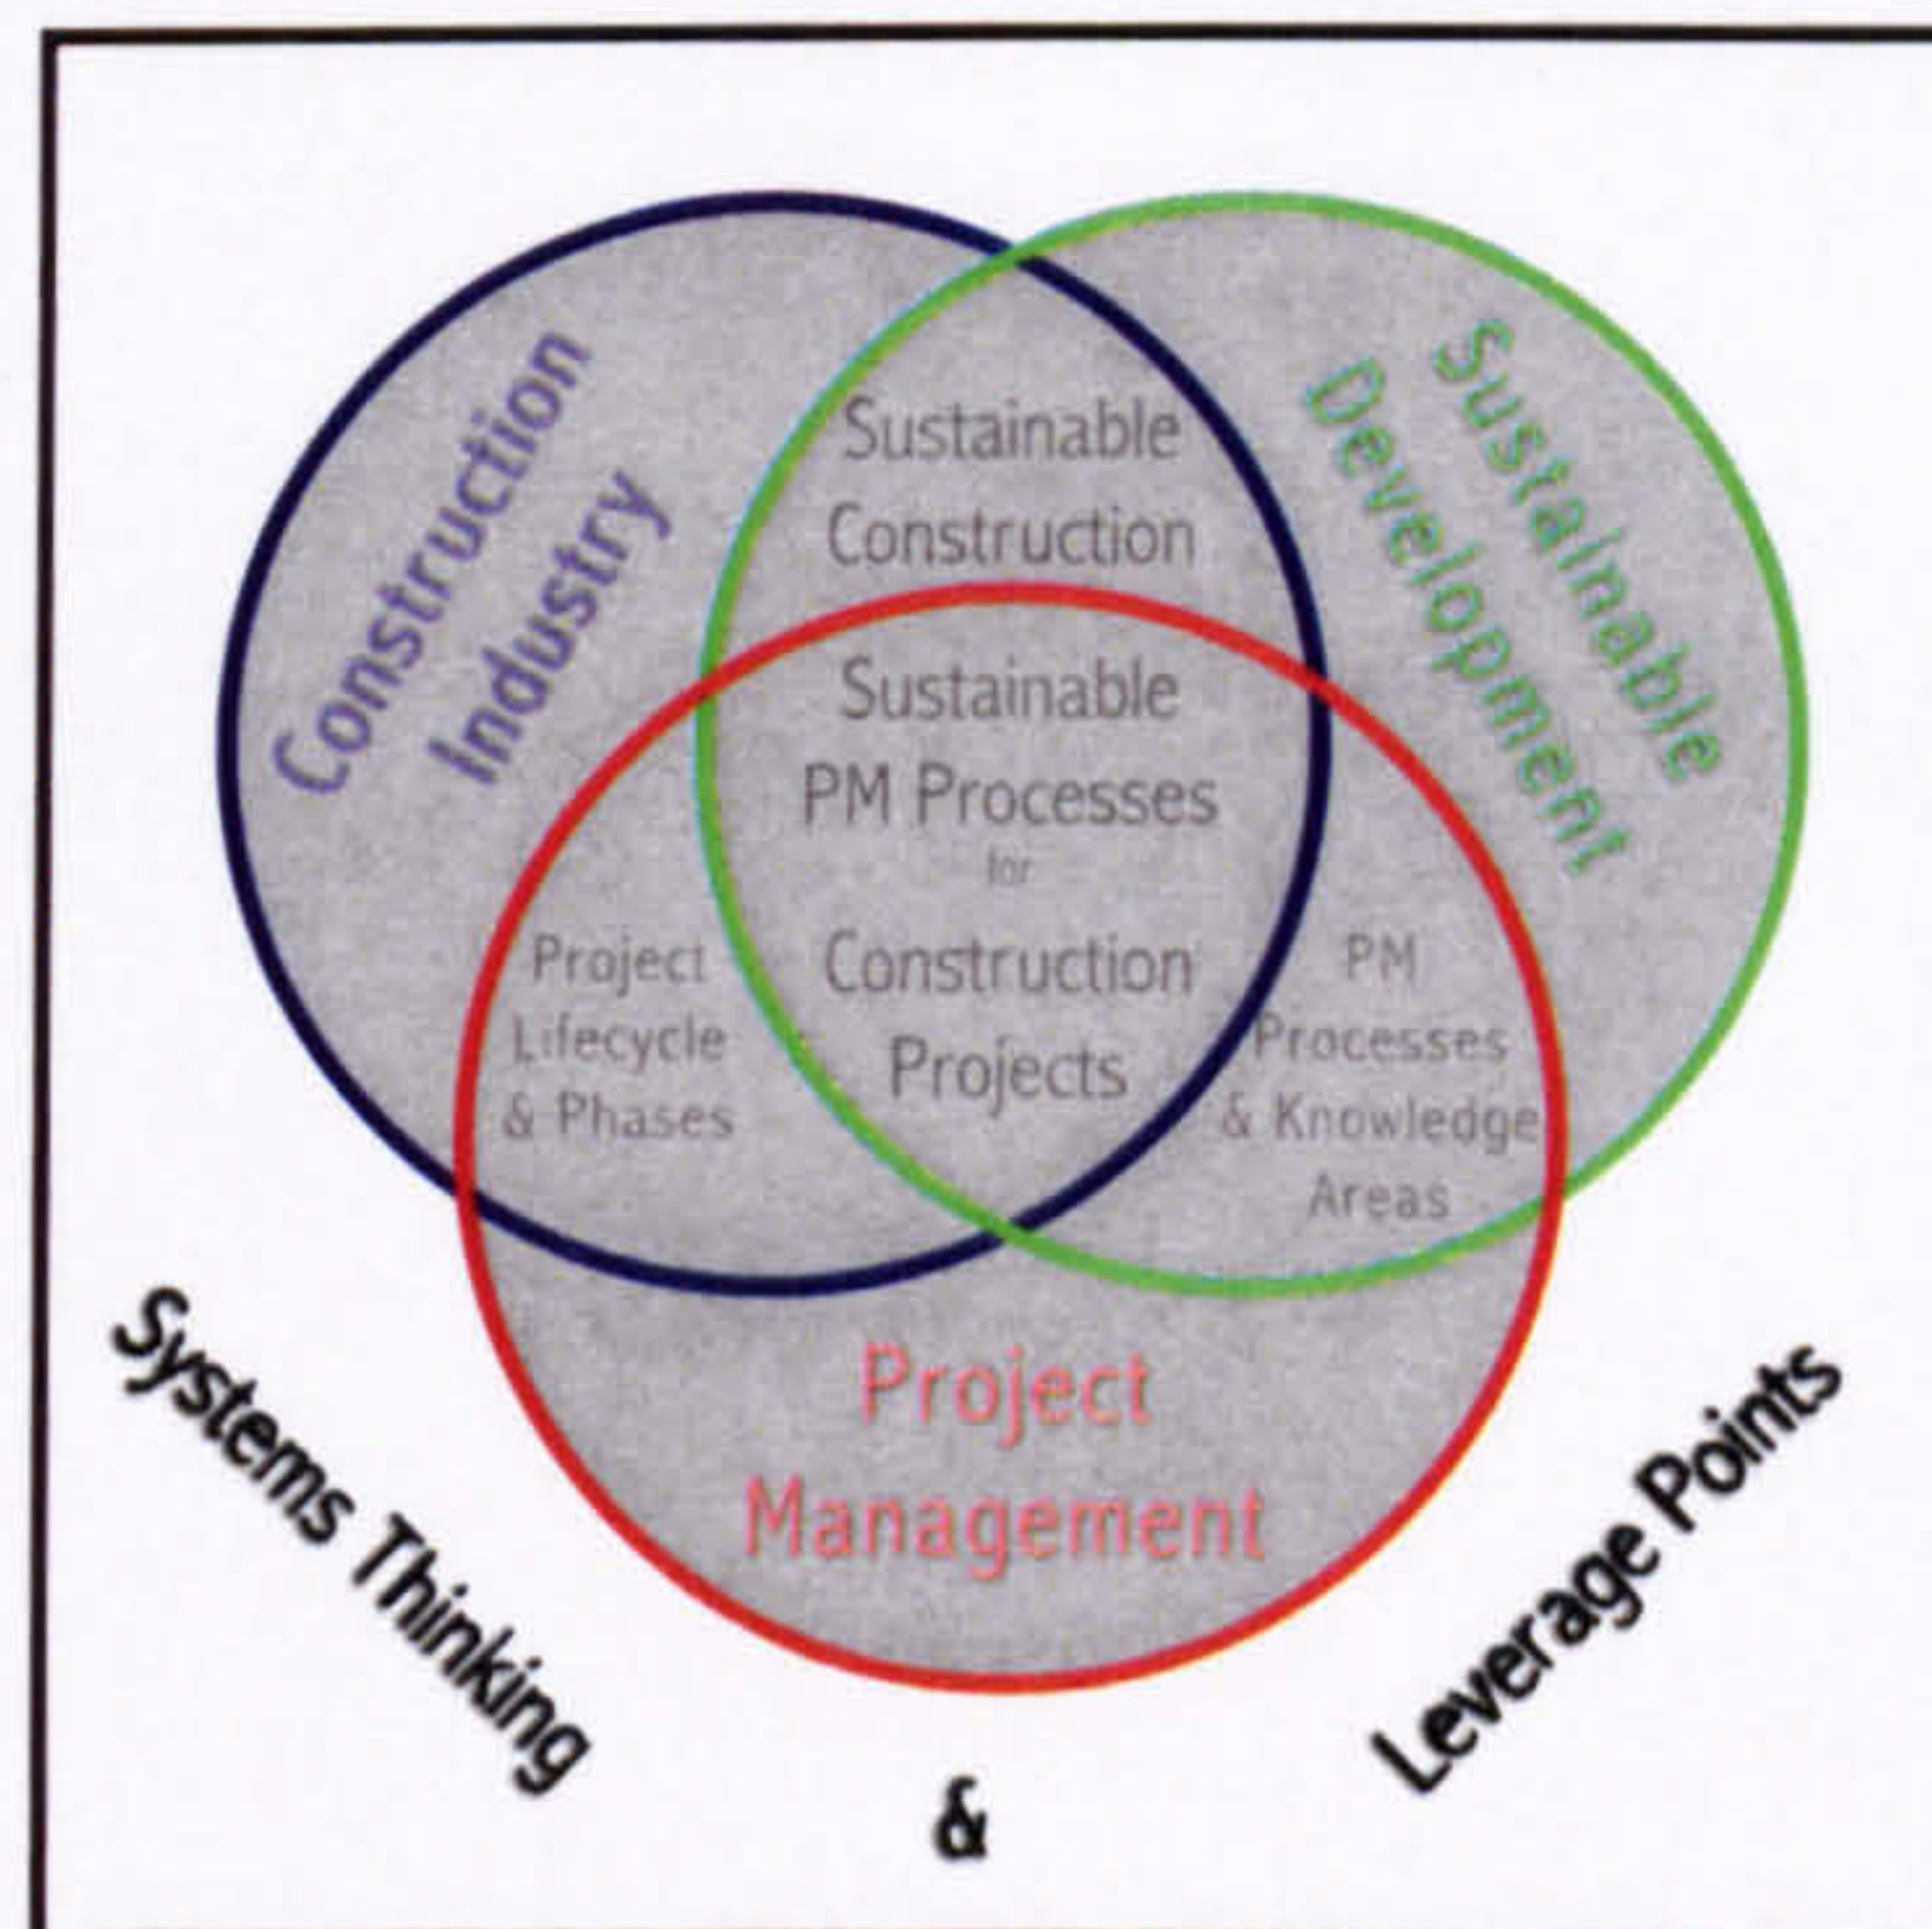 Construction
Industry
Sustainable
Development
Sustainable
Construction
Sustainable
PM Processes
for
Construction
Projects
Project
Lifecycle
& Phases
PM
Processes
& Knowledge
Areas
Project
Management
Systems Thinking
&
Leverage Points